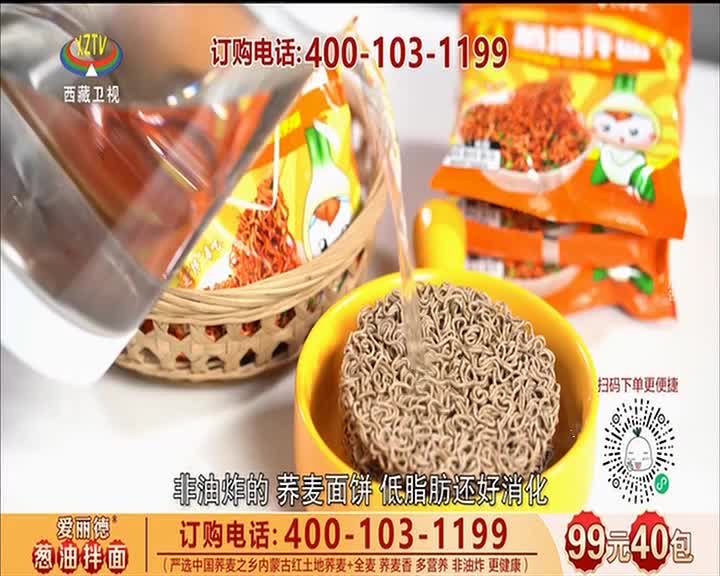 订购电话:400-103-1199
XZTV
西藏卫视
葱油拌面
扫码下单更便捷
非油炸的 荞麦面饼 低脂肪还好消化
爱丽德®
葱油拌面
订购电话:400-103-1199
(严选中国荞麦之乡内蒙古红土地荞麦+全麦 荞麦香 多营养 非油炸 更健康)
99元40包